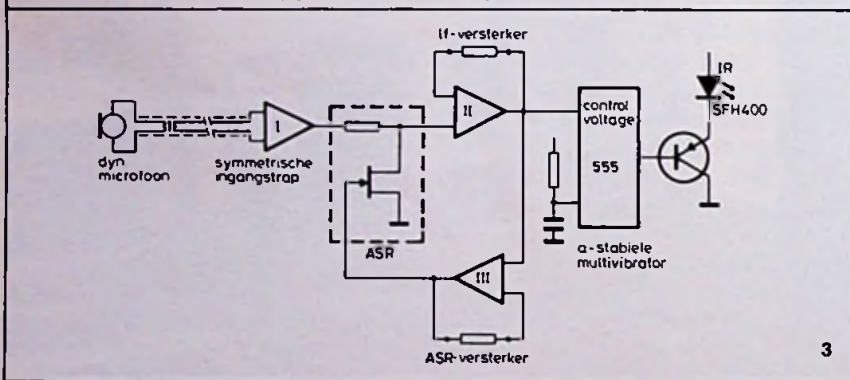 lf-versterker
IR
SFH400
I
II
control
voltage
555
dyn
microfoon
symmetrische
ingangstrap
ASR
III
a-stabiele
multivibrator
ASR-versterker
3